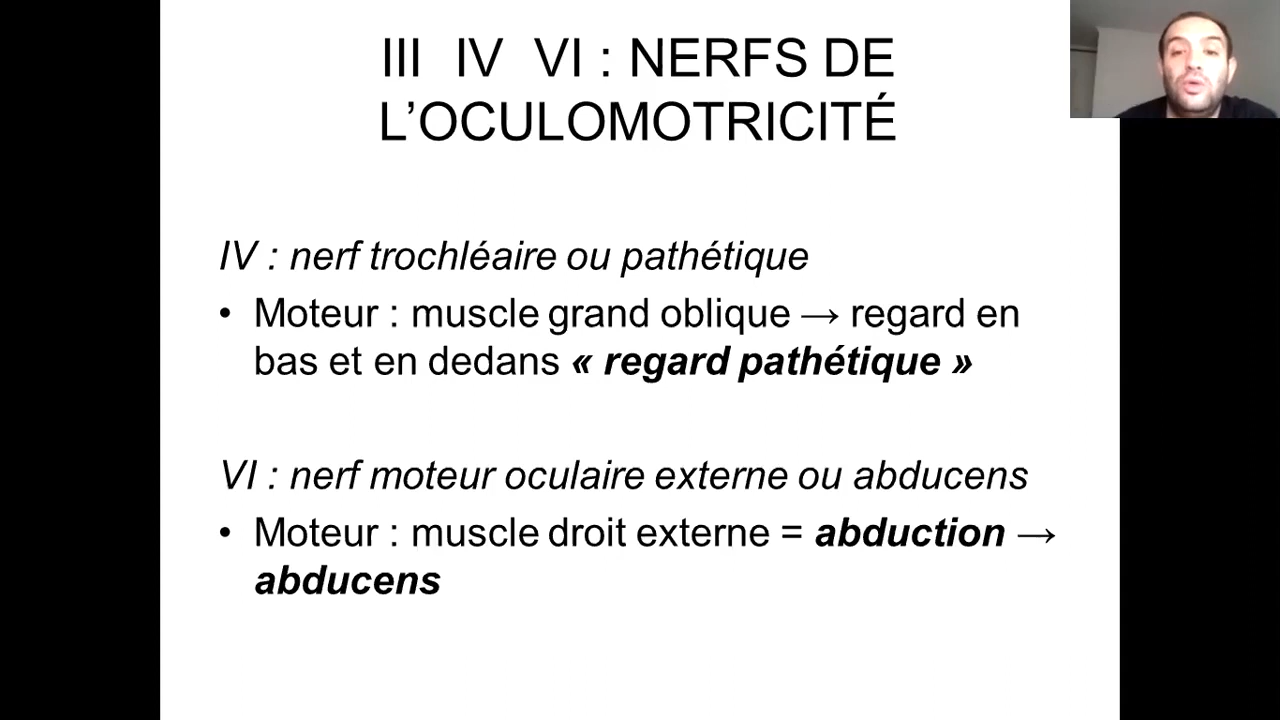 III IV VI : NERFS DE
L’OCULOMOTRICITÉ
IV : nerf trochléaire ou pathétique
• Moteur : muscle grand oblique → regard en
bas et en dedans « regard pathétique »
VI : nerf moteur oculaire externe ou abducens
• Moteur : muscle droit externe = abduction →
abducens